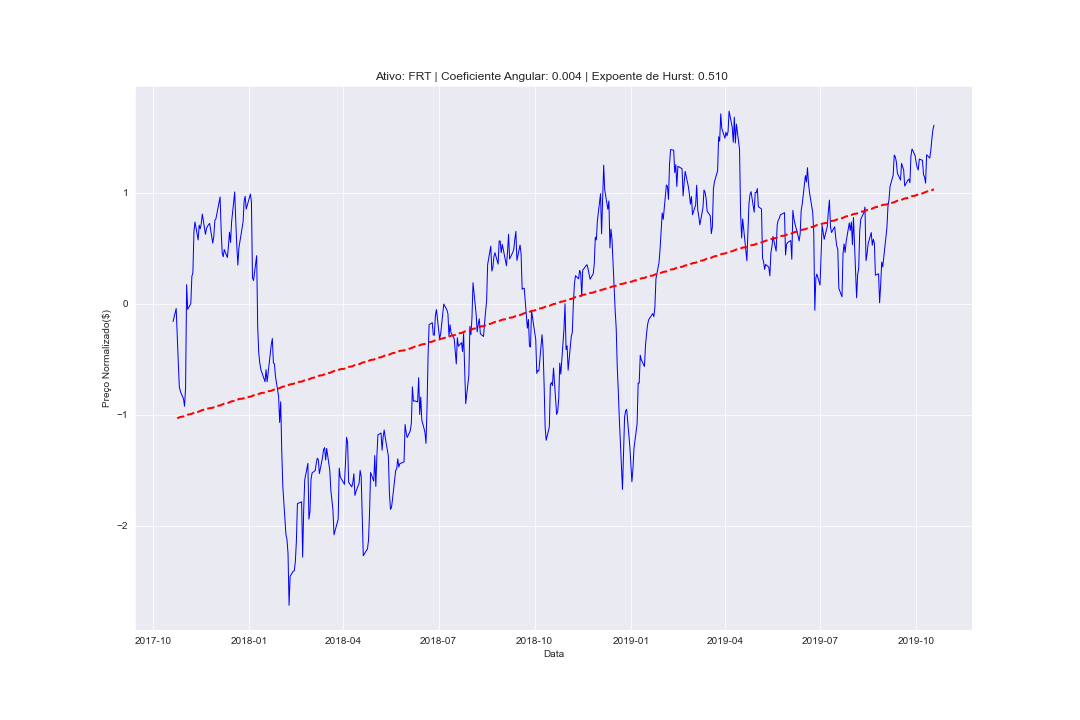 Ativo: FRT | Coeficiente Angular: 0.004 | Expoente de Hurst: 0.510
Preço Normalizado($)
1
0
−1
−2
2017-10 2018-01 2018-04 2018-07 2018-10 2019-01 2019-04 2019-07 2019-10
Data